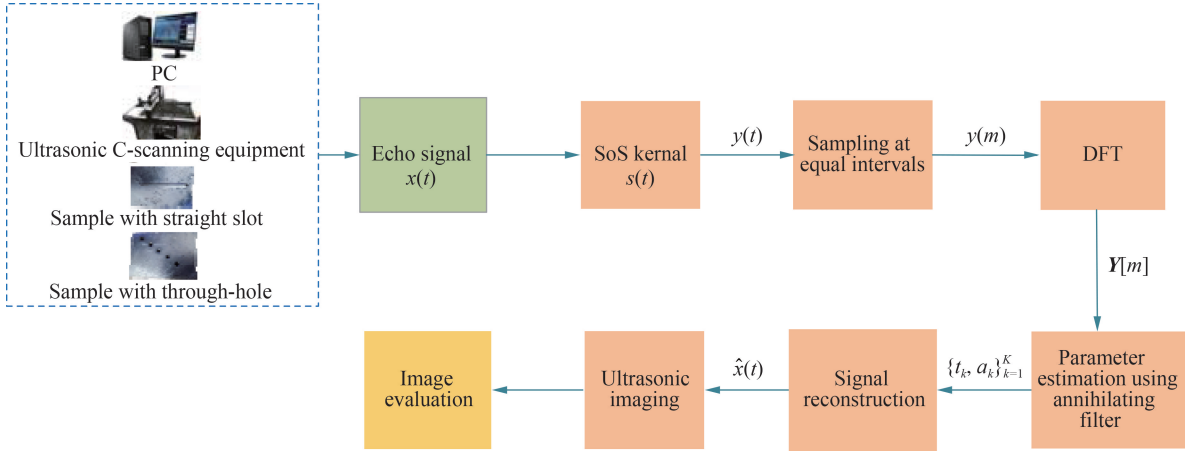 PC
Ultrasonic C-scanning equipment
Sample with straight slot
Sample with through-hole
Echo signal
x(t)
SoS kernal
s(t)
y(t)
Sampling at
equal intervals
y(m)
DFT
Y[m]
Parameter
estimation using
annihilating
filter
{t_k, a_k}_{k=1}^K
Signal
reconstruction
x̂(t)
Ultrasonic
imaging
Image
evaluation